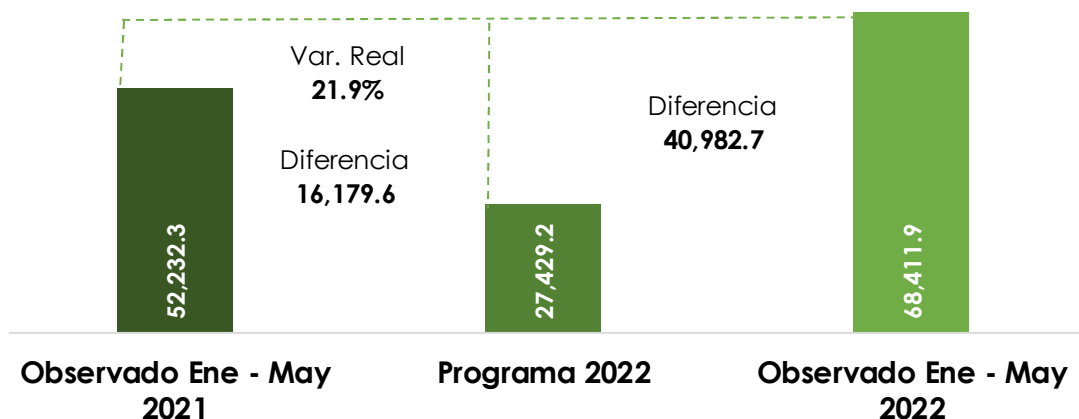 Var. Real
21.9%
Diferencia
16,179.6
Diferencia
40,982.7
52,232.3
27,429.2
68,411.9
Observado Ene - May
2021
Programa 2022
Observado Ene - May
2022